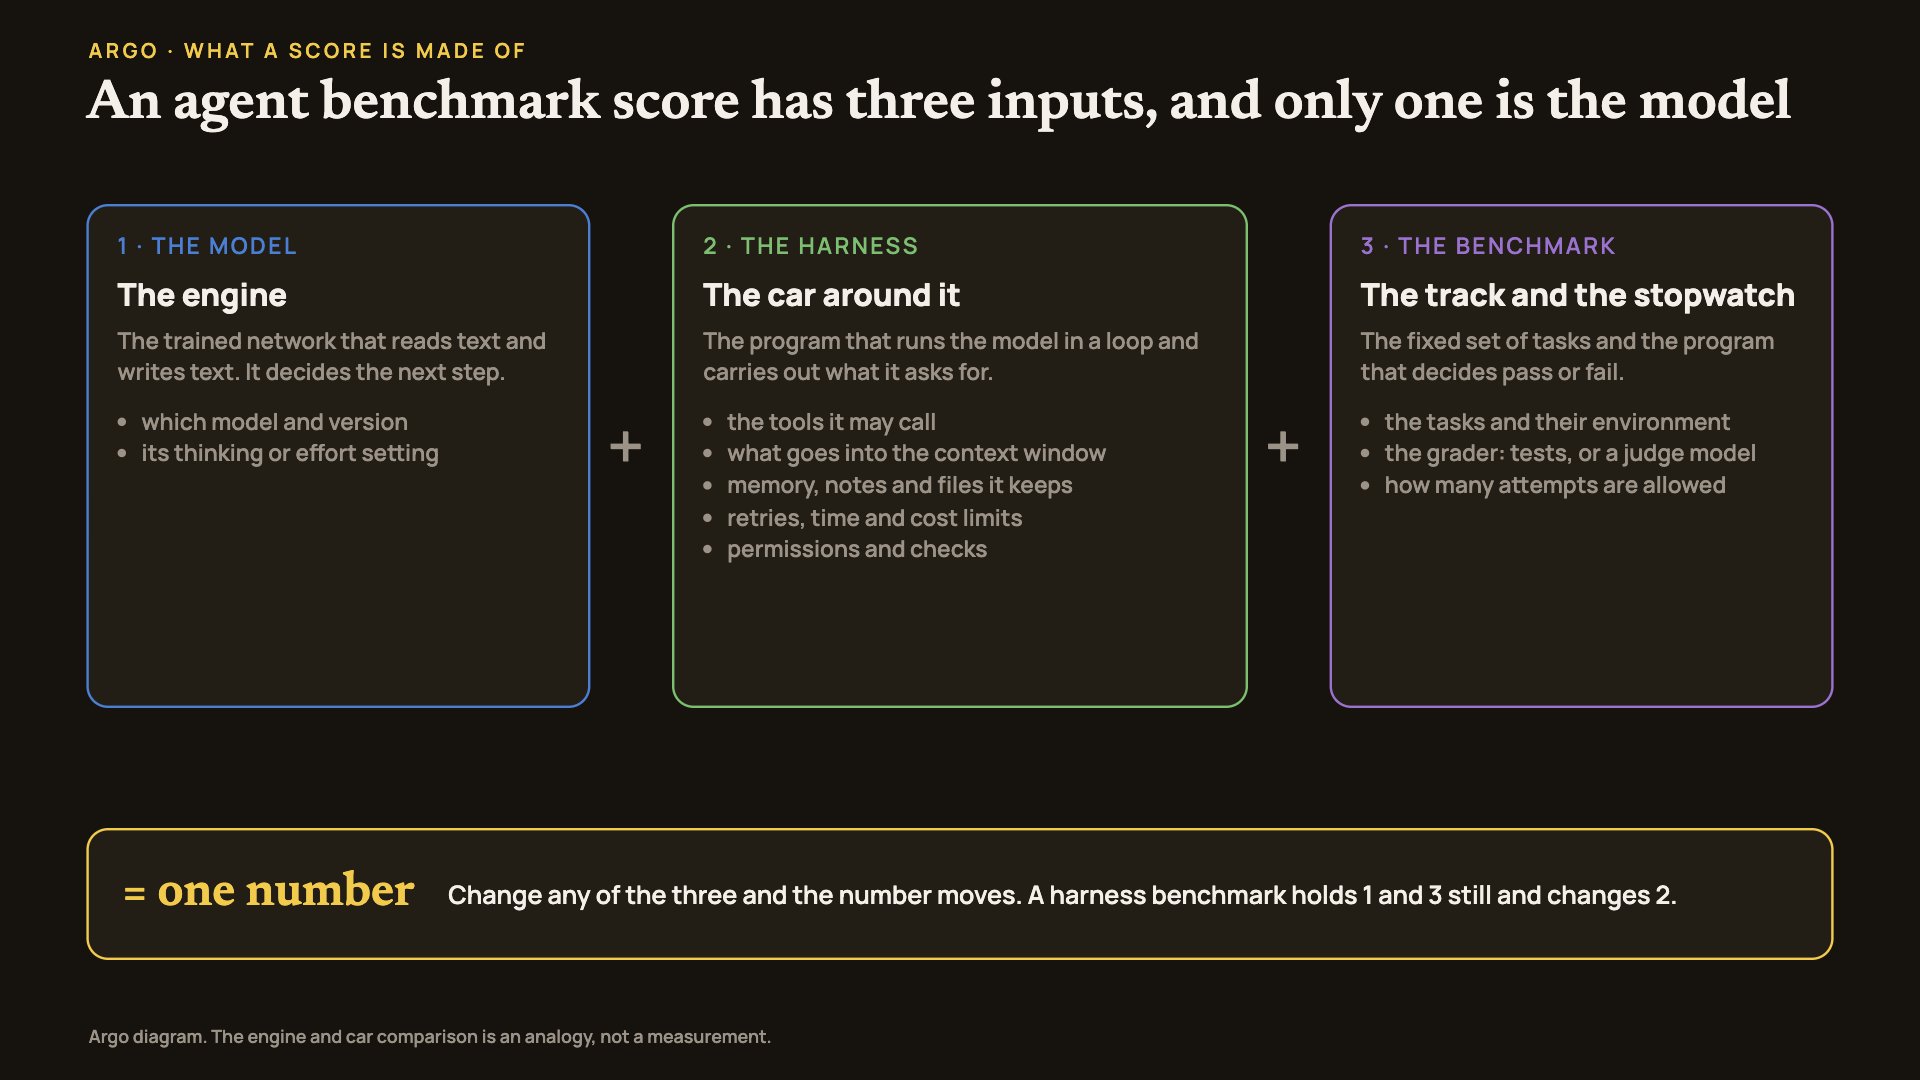 ARGO · WHAT A SCORE IS MADE OF
An agent benchmark score has three inputs, and only one is the model
1 · THE MODEL
The engine
The trained network that reads text and
writes text. It decides the next step.
• which model and version
• its thinking or effort setting
+
2 · THE HARNESS
The car around it
The program that runs the model in a loop and
carries out what it asks for.
• the tools it may call
• what goes into the context window
• memory, notes and files it keeps
• retries, time and cost limits
• permissions and checks
+
3 · THE BENCHMARK
The track and the stopwatch
The fixed set of tasks and the program
that decides pass or fail.
• the tasks and their environment
• the grader: tests, or a judge model
• how many attempts are allowed
= one number Change any of the three and the number moves. A harness benchmark holds 1 and 3 still and changes 2.
Argo diagram. The engine and car comparison is an analogy, not a measurement.